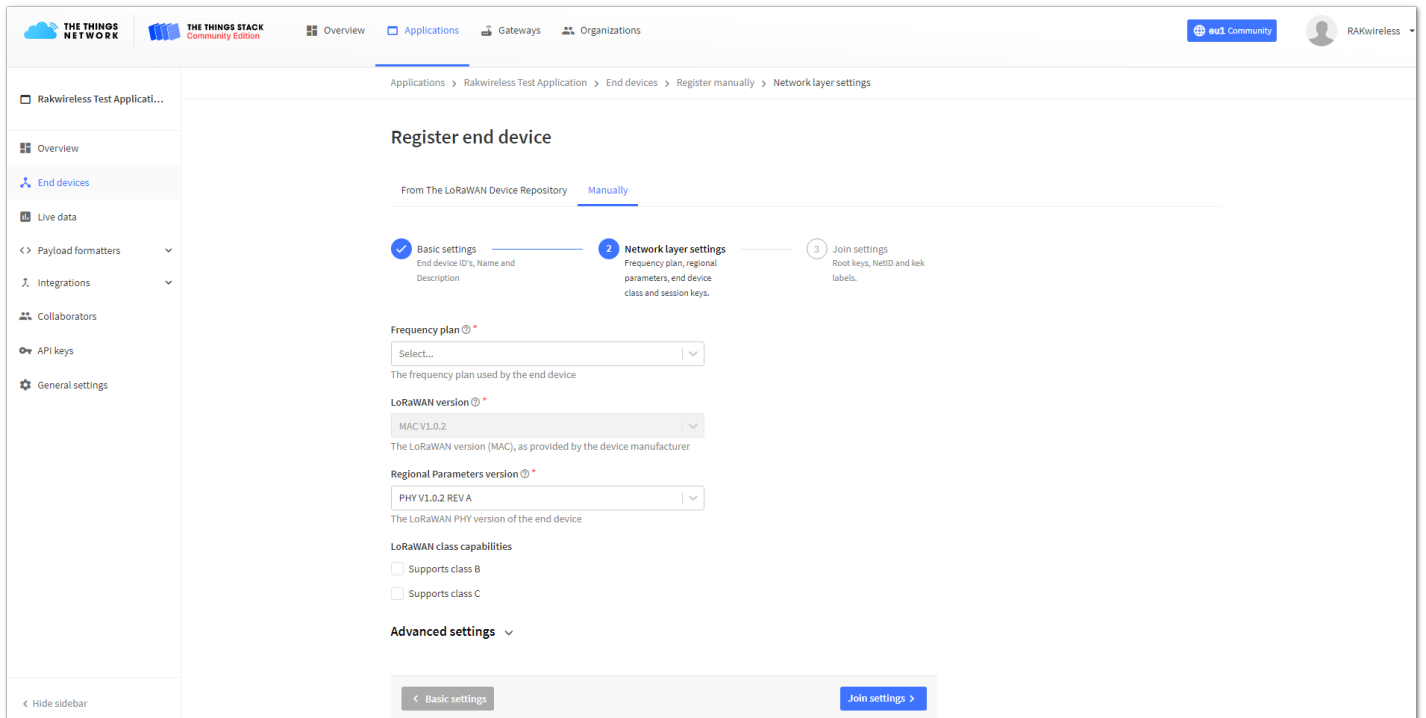 THE THINGS
NETWORK
THE THINGS STACK
Community Edition
Overview
Applications
Gateways
Organizations
eu1 Community
RAKwireless
Rakwireless Test Applicati...
Overview
End devices
Live data
Payload formatters
Integrations
Collaborators
API keys
General settings
Hide sidebar
Applications > Rakwireless Test Application > End devices > Register manually > Network layer settings
Register end device
From The LoRaWAN Device Repository
Manually
Basic settings
End device ID's, Name and
Description
2
Network layer settings
Frequency plan, regional
parameters, end device
class and session keys.
3
Join settings
Root keys, NetID and kek
labels.
Frequency plan ? *
Select...
The frequency plan used by the end device
LoRaWAN version ? *
MAC V1.0.2
The LoRaWAN version (MAC), as provided by the device manufacturer
Regional Parameters version ? *
PHY V1.0.2 REV A
The LoRaWAN PHY version of the end device
LoRaWAN class capabilities
Supports class B
Supports class C
Advanced settings
Basic settings
Join settings